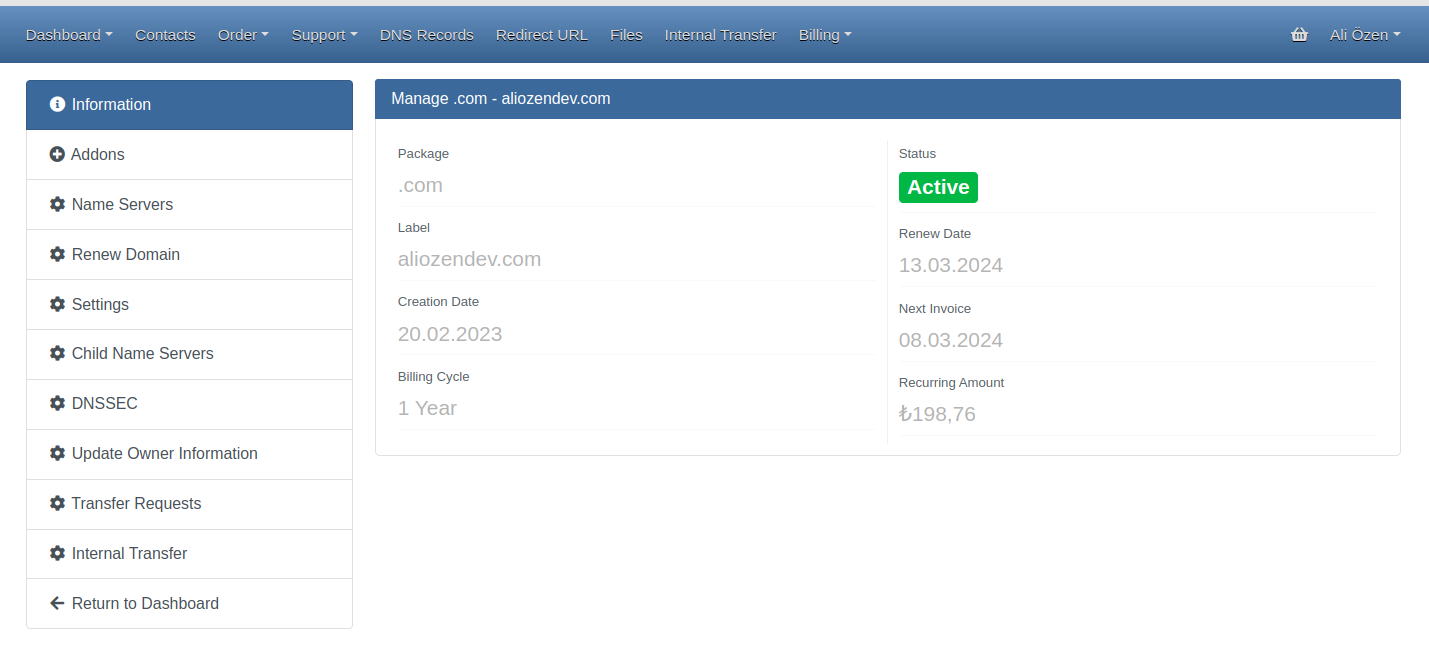 Dashboard Contacts Order Support DNS Records Redirect URL Files Internal Transfer Billing Ali Özen
Information
Addons
Name Servers
Renew Domain
Settings
Child Name Servers
DNSSEC
Update Owner Information
Transfer Requests
Internal Transfer
Return to Dashboard
Manage .com - aliozendev.com
Package
.com
Label
aliozendev.com
Creation Date
20.02.2023
Billing Cycle
1 Year
Status
Active
Renew Date
13.03.2024
Next Invoice
08.03.2024
Recurring Amount
₺198,76